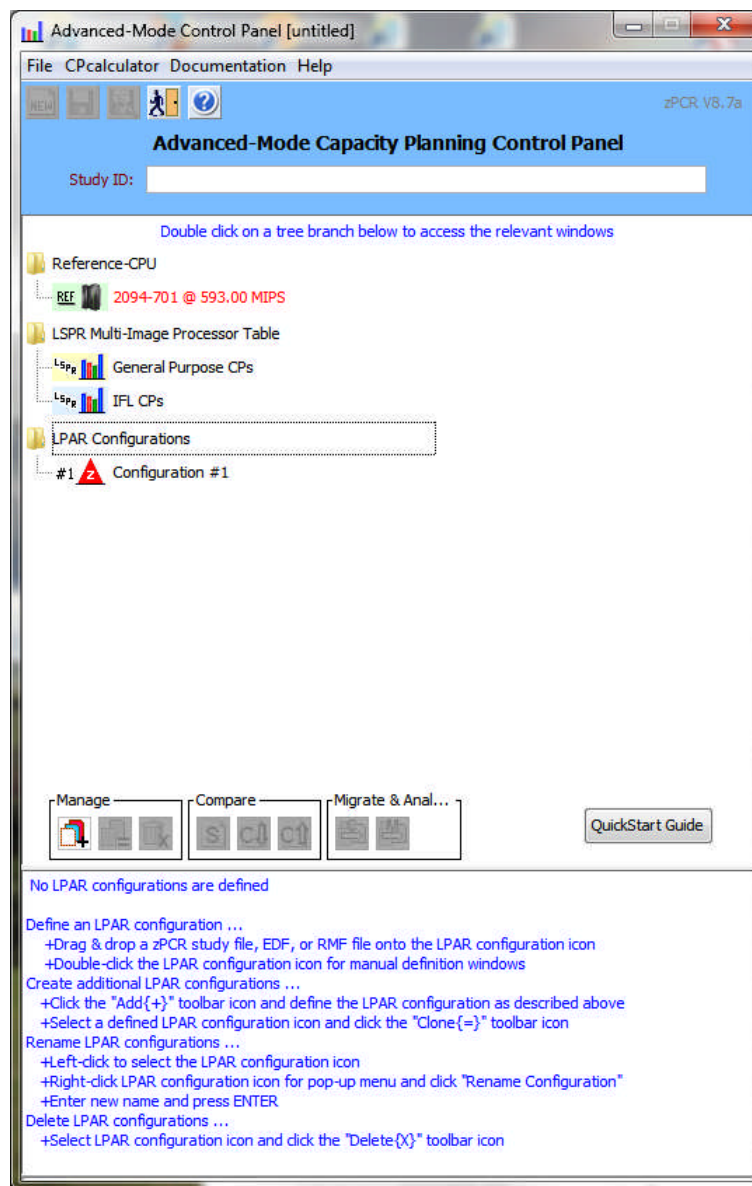 Advanced-Mode Control Panel [untitled]
File CPcalculator Documentation Help
NEW
zPCR V8.7a
Advanced-Mode Capacity Planning Control Panel
Study ID:
Double click on a tree branch below to access the relevant windows
Reference-CPU
REF 2094-701 @ 593.00 MIPS
LSPR Multi-Image Processor Table
LSPR General Purpose CPs
LSPR IFL CPs
LPAR Configurations
#1 Z Configuration #1
Manage Compare Migrate & Anal...
QuickStart Guide
No LPAR configurations are defined
Define an LPAR configuration ...
+Drag & drop a zPCR study file, EDF, or RMF file onto the LPAR configuration icon
+Double-click the LPAR configuration icon for manual definition windows
Create additional LPAR configurations ...
+Click the "Add{+}" toolbar icon and define the LPAR configuration as described above
+Select a defined LPAR configuration icon and click the "Clone{=}" toolbar icon
Rename LPAR configurations ...
+Left-click to select the LPAR configuration icon
+Right-click LPAR configuration icon for pop-up menu and click "Rename Configuration"
+Enter new name and press ENTER
Delete LPAR configurations ...
+Select LPAR configuration icon and click the "Delete{X}" toolbar icon